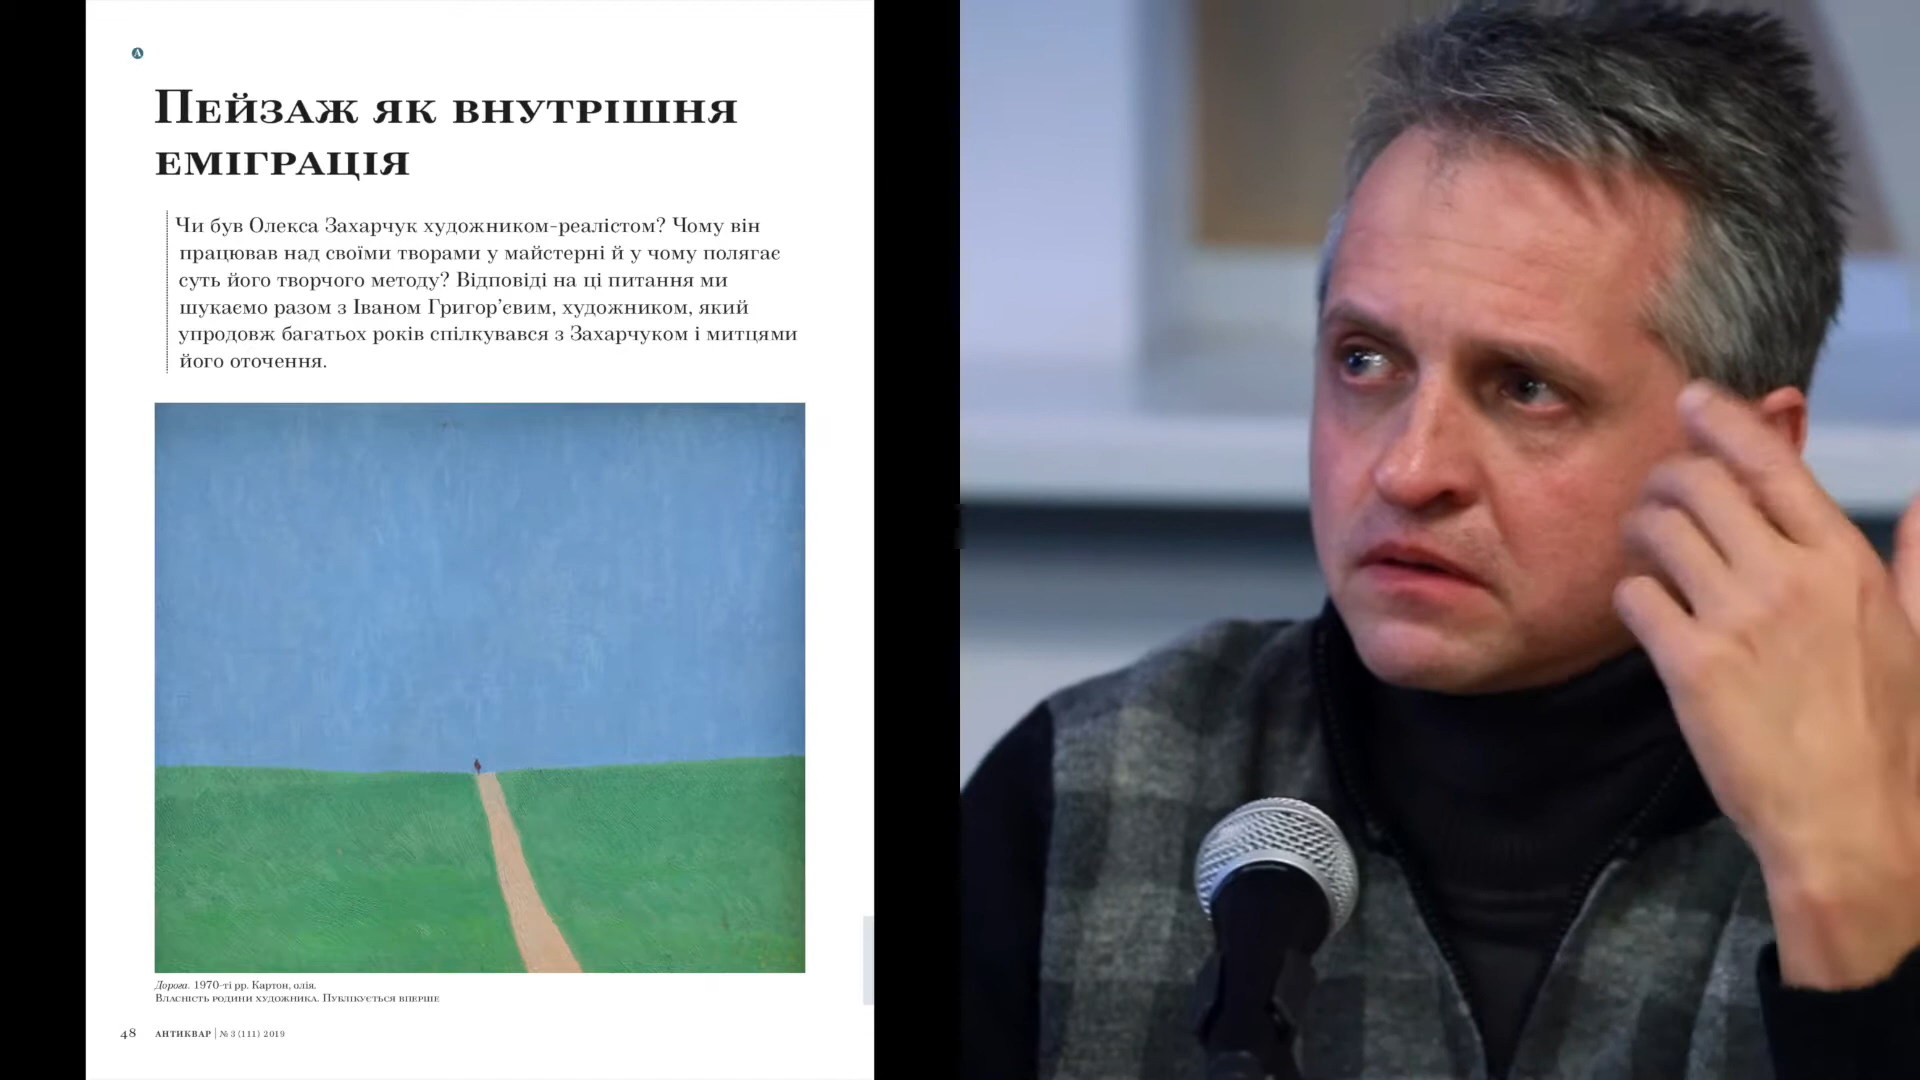 Пейзаж як внутрішня
еміграція
Чи був Олекса Захарчук художником-реалістом? Чому він
працював над своїми творами у майстерні й у чому полягає
суть його творчого методу? Відповіді на ці питання ми
шукаємо разом з Іваном Григор’євим, художником, який
упродовж багатьох років спілкувався з Захарчуком і митцями
його оточення.
Дорога. 1970-ті рр. Картон, олія.
Власність родини художника. Публікується вперше
48 АНТИКВАР | № 3 (111) 2019